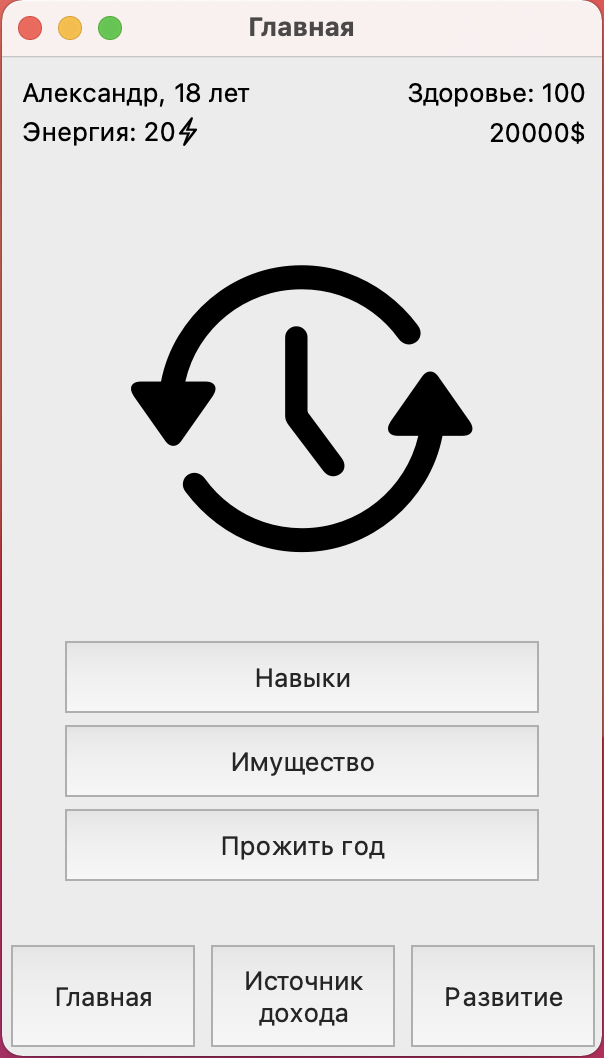 Главная
Александр, 18 лет
Здоровье: 100
Энергия: 20⚡
20000$
Навыки
Имущество
Прожить год
Главная
Источник
дохода
Развитие